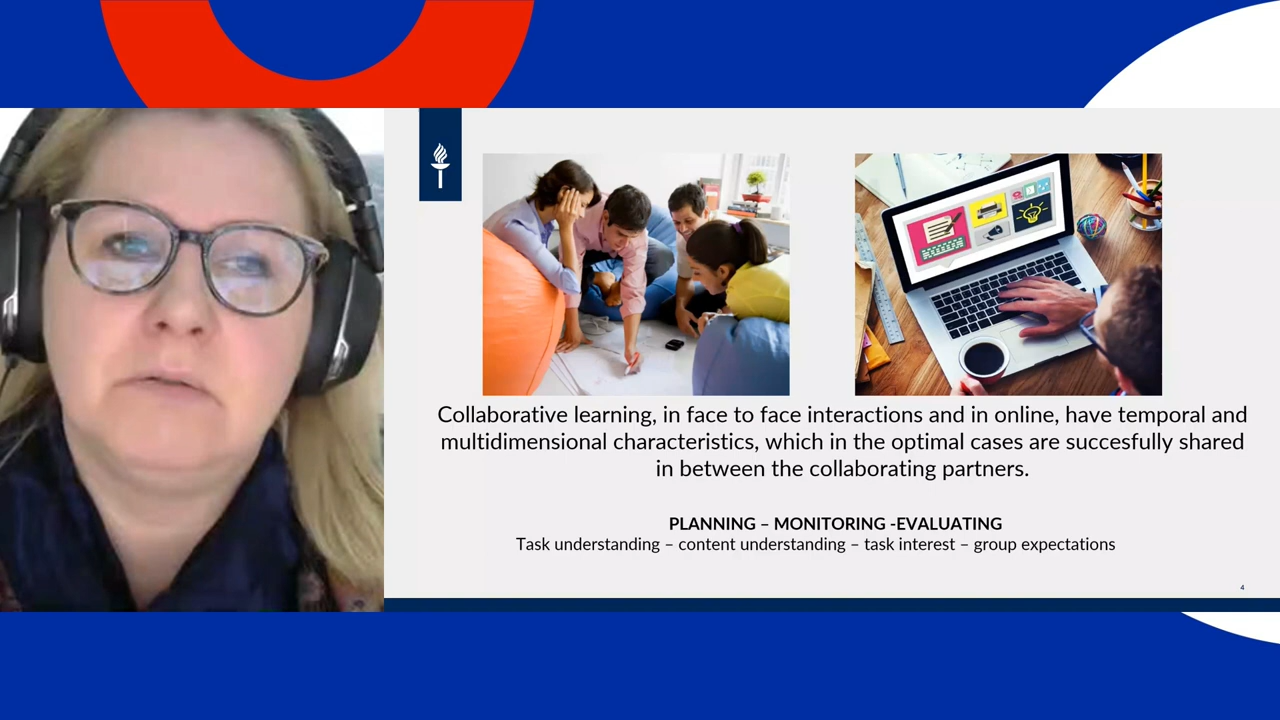 Collaborative learning, in face to face interactions and in online, have temporal and
multidimensional characteristics, which in the optimal cases are succesfully shared
in between the collaborating partners.
PLANNING – MONITORING -EVALUATING
Task understanding – content understanding – task interest – group expectations
4